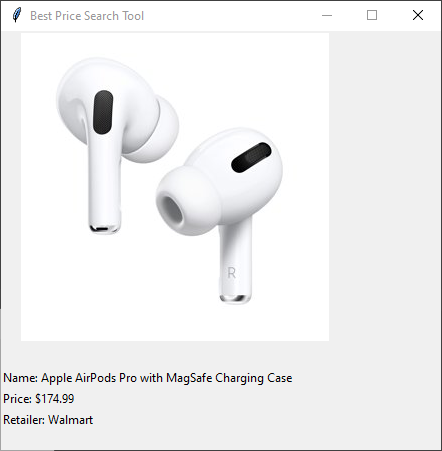 Best Price Search Tool
R
Name: Apple AirPods Pro with MagSafe Charging Case
Price: $174.99
Retailer: Walmart